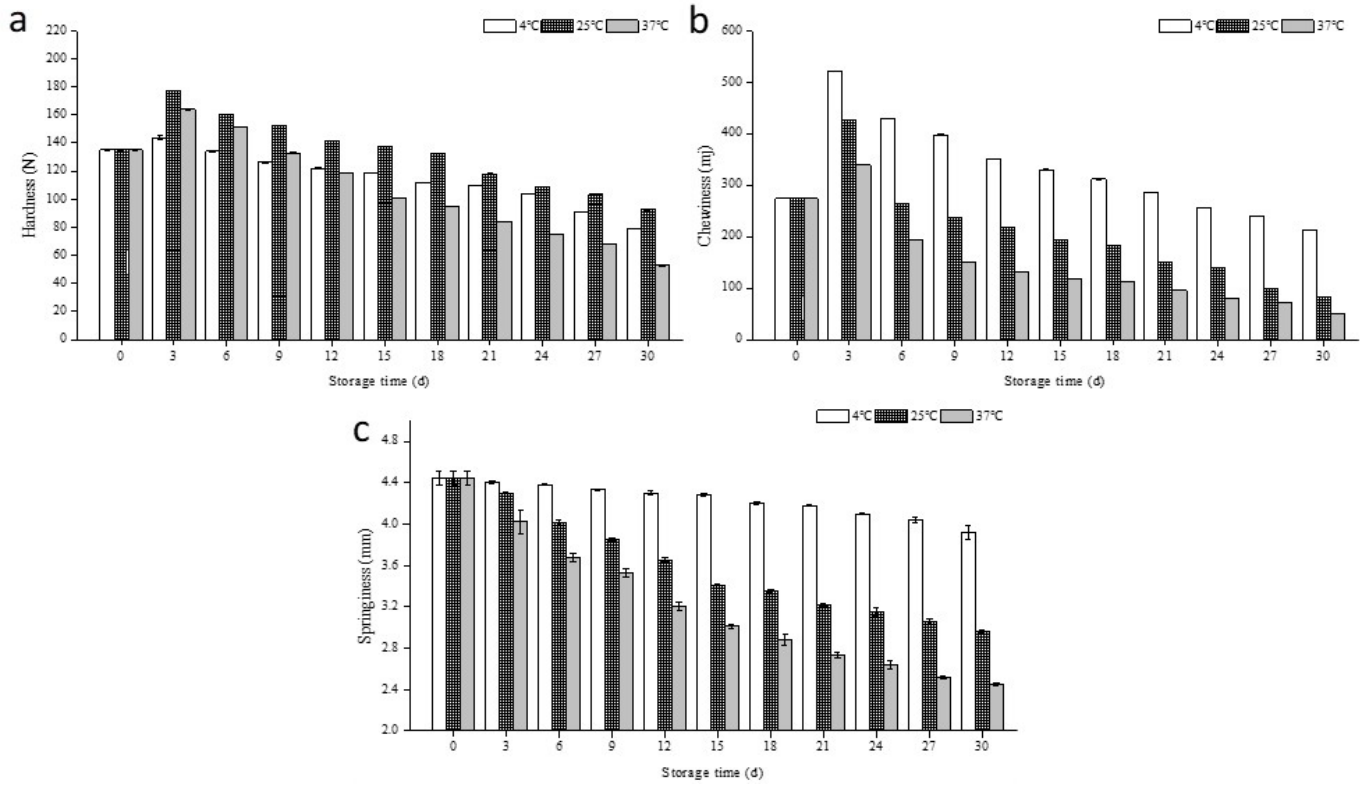 a
4℃ 25℃ 37℃
Hardness (N)
220
200
180
160
140
120
100
80
60
40
20
0
0 3 6 9 12 15 18 21 24 27 30
Storage time (d)
b
4℃ 25℃ 37℃
Chewiness (mj)
600
500
400
300
200
100
0
0 3 6 9 12 15 18 21 24 27 30
Storage time (d)
c
4℃ 25℃ 37℃
Springiness (mm)
4.8
4.4
4.0
3.6
3.2
2.8
2.4
2.0
0 3 6 9 12 15 18 21 24 27 30
Storage time (d)